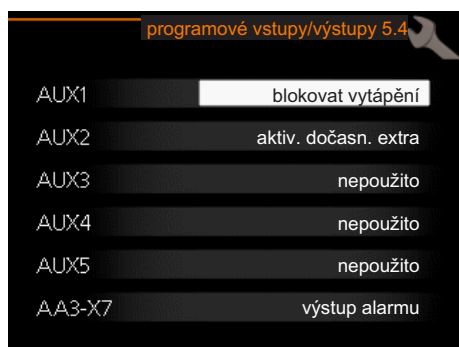 programové vstupy/výstupy 5.4
AUX1 blokovat vytápění
AUX2 aktiv. dočasn. extra
AUX3 nepoužito
AUX4 nepoužito
AUX5 nepoužito
AA3-X7 výstup alarmu